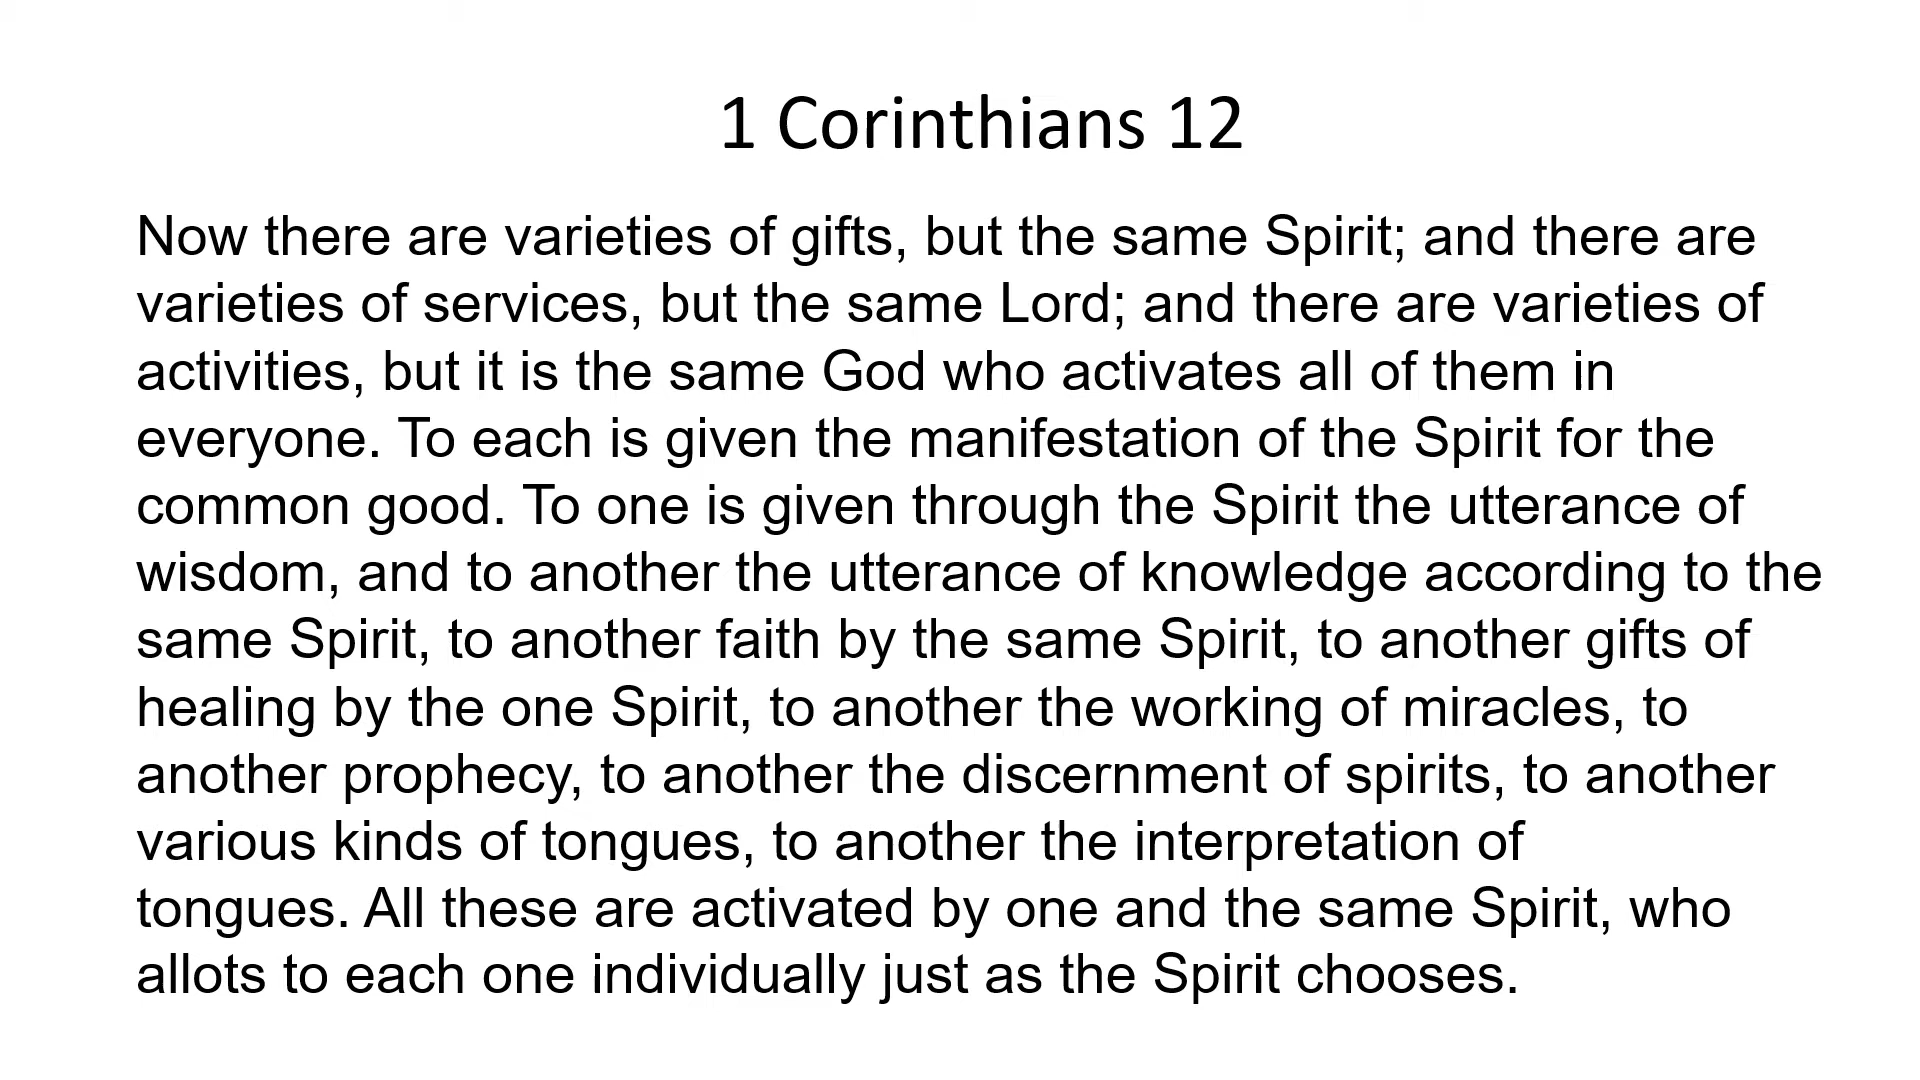 1 Corinthians 12
Now there are varieties of gifts, but the same Spirit; and there are
varieties of services, but the same Lord; and there are varieties of
activities, but it is the same God who activates all of them in
everyone. To each is given the manifestation of the Spirit for the
common good. To one is given through the Spirit the utterance of
wisdom, and to another the utterance of knowledge according to the
same Spirit, to another faith by the same Spirit, to another gifts of
healing by the one Spirit, to another the working of miracles, to
another prophecy, to another the discernment of spirits, to another
various kinds of tongues, to another the interpretation of
tongues. All these are activated by one and the same Spirit, who
allots to each one individually just as the Spirit chooses.